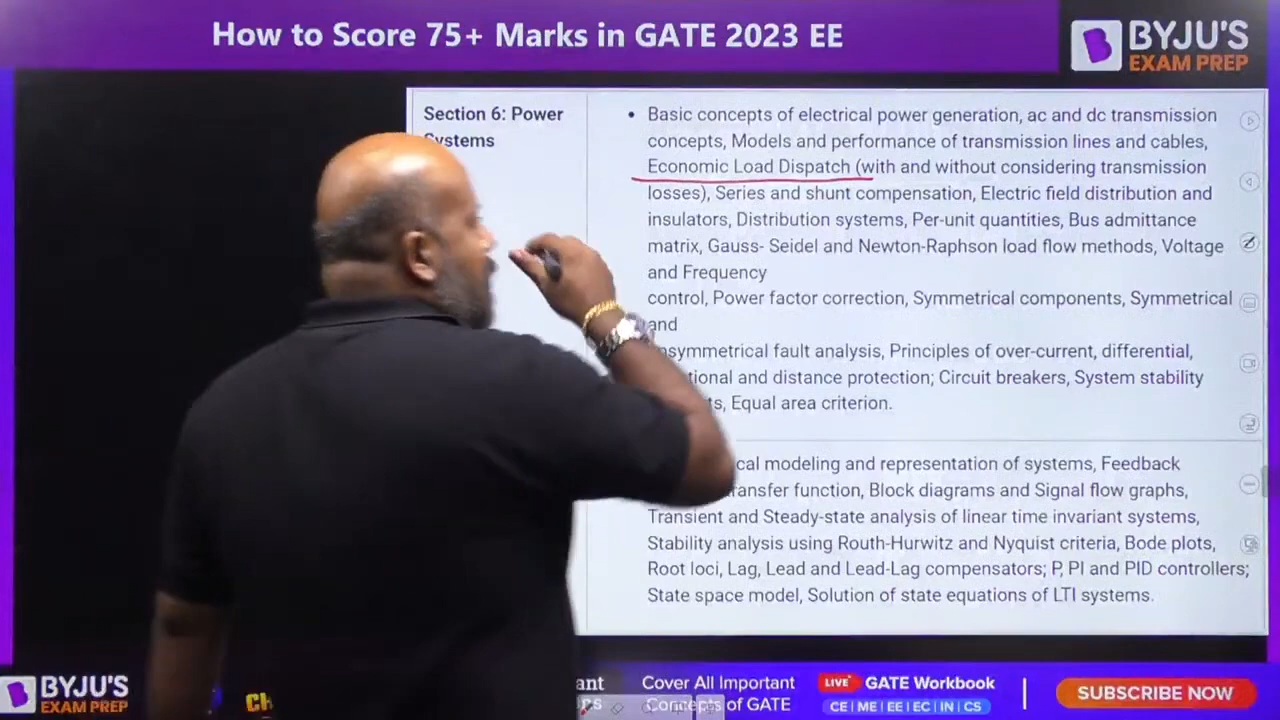 How to Score 75+ Marks in GATE 2023 EE
BYJU'S
EXAM PREP
Section 6: Power
Systems
• Basic concepts of electrical power generation, ac and dc transmission
concepts, Models and performance of transmission lines and cables,
Economic Load Dispatch (with and without considering transmission
losses), Series and shunt compensation, Electric field distribution and
insulators, Distribution systems, Per-unit quantities, Bus admittance
matrix, Gauss- Seidel and Newton-Raphson load flow methods, Voltage
and Frequency
control, Power factor correction, Symmetrical components, Symmetrical
and
symmetrical fault analysis, Principles of over-current, differential,
tional and distance protection; Circuit breakers, System stability
ts, Equal area criterion.
cal modeling and representation of systems, Feedback
ransfer function, Block diagrams and Signal flow graphs,
Transient and Steady-state analysis of linear time invariant systems,
Stability analysis using Routh-Hurwitz and Nyquist criteria, Bode plots,
Root loci, Lag, Lead and Lead-Lag compensators; P, PI and PID controllers;
State space model, Solution of state equations of LTI systems.
BYJU'S
EXAM PREP
CH
ant
Cover All Important
Concepts of GATE
LIVE GATE Workbook
CE | ME | EE | EC | IN | CS
SUBSCRIBE NOW